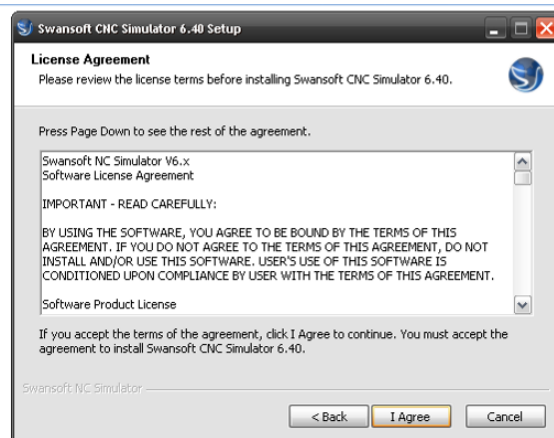 Swansoft CNC Simulator 6.40 Setup
License Agreement
Please review the license terms before installing Swansoft CNC Simulator 6.40.
Press Page Down to see the rest of the agreement.
Swansoft NC Simulator V6.x
Software License Agreement
IMPORTANT - READ CAREFULLY:
BY USING THE SOFTWARE, YOU AGREE TO BE BOUND BY THE TERMS OF THIS
AGREEMENT. IF YOU DO NOT AGREE TO THE TERMS OF THIS AGREEMENT, DO NOT
INSTALL AND/OR USE THIS SOFTWARE. USER'S USE OF THIS SOFTWARE IS
CONDITIONED UPON COMPLIANCE BY USER WITH THE TERMS OF THIS AGREEMENT.
Software Product License
If you accept the terms of the agreement, click I Agree to continue. You must accept the
agreement to install Swansoft CNC Simulator 6.40.
Swansoft NC Simulator
< Back I Agree Cancel